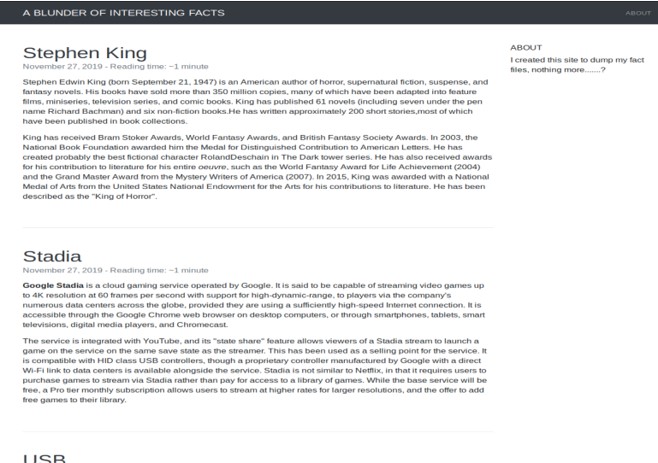 A BLUNDER OF INTERESTING FACTS
ABOUT
Stephen King
November 27, 2019 - Reading time: ~1 minute
Stephen Edwin King (born September 21, 1947) is an American author of horror, supernatural fiction, suspense, and
fantasy novels. His books have sold more than 350 million copies, many of which have been adapted into feature
films, miniseries, television series, and comic books. King has published 61 novels (including seven under the pen
name Richard Bachman) and six non-fiction books.He has written approximately 200 short stories,most of which
have been published in book collections.
King has received Bram Stoker Awards, World Fantasy Awards, and British Fantasy Society Awards. In 2003, the
National Book Foundation awarded him the Medal for Distinguished Contribution to American Letters. He has
created probably the best fictional character RolandDeschain in The Dark tower series. He has also received awards
for his contribution to literature for his entire oeuvre, such as the World Fantasy Award for Life Achievement (2004)
and the Grand Master Award from the Mystery Writers of America (2007). In 2015, King was awarded with a National
Medal of Arts from the United States National Endowment for the Arts for his contributions to literature. He has been
described as the "King of Horror".
Stadia
November 27, 2019 - Reading time: ~1 minute
Google Stadia is a cloud gaming service operated by Google. It is said to be capable of streaming video games up
to 4K resolution at 60 frames per second with support for high-dynamic-range, to players via the company's
numerous data centers across the globe, provided they are using a sufficiently high-speed Internet connection. It is
accessible through the Google Chrome web browser on desktop computers, or through smartphones, tablets, smart
televisions, digital media players, and Chromecast.
The service is integrated with YouTube, and its "state share" feature allows viewers of a Stadia stream to launch a
game on the service on the same save state as the streamer. This has been used as a selling point for the service. It
is compatible with HID class USB controllers, though a proprietary controller manufactured by Google with a direct
Wi-Fi link to data centers is available alongside the service. Stadia is not similar to Netflix, in that it requires users to
purchase games to stream via Stadia rather than pay for access to a library of games. While the base service will be
free, a Pro tier monthly subscription allows users to stream at higher rates for larger resolutions, and the offer to add
free games to their library.
USB
ABOUT
I created this site to dump my fact
files, nothing more.......?